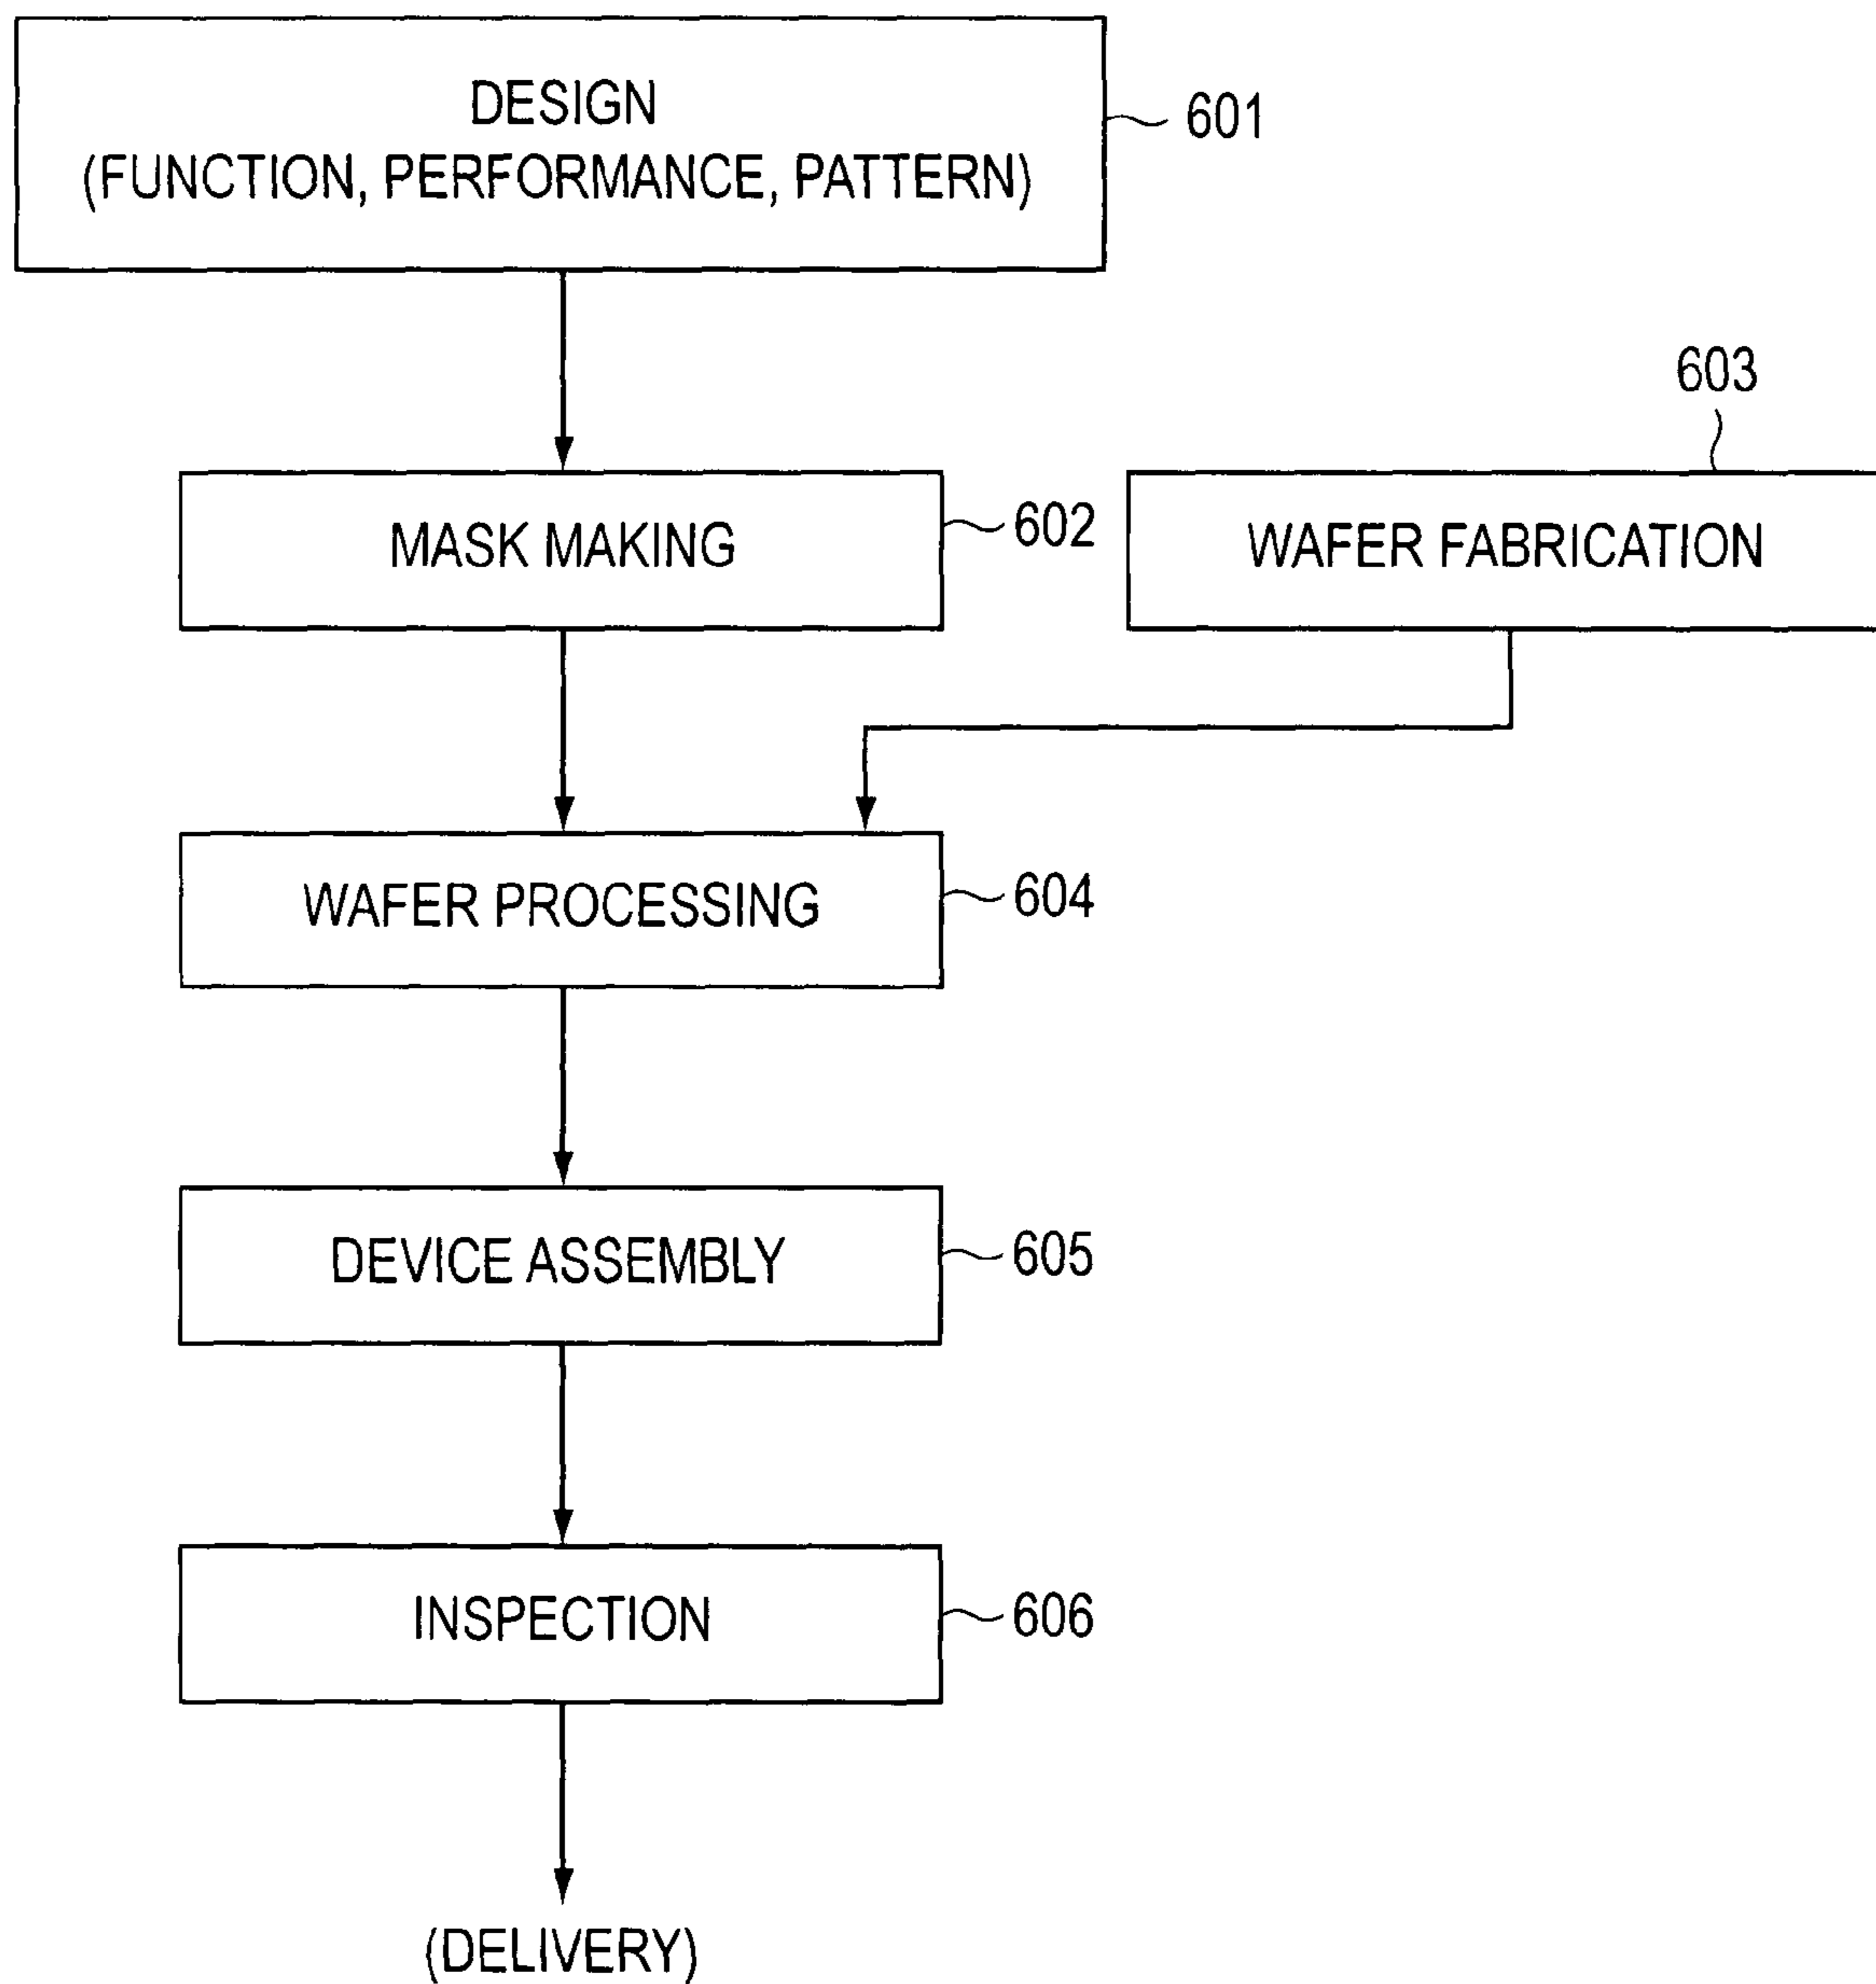 DESIGN
(FUNCTION, PERFORMANCE, PATTERN)
601
603
MASK MAKING
602
WAFER FABRICATION
WAFER PROCESSING
604
DEVICE ASSEMBLY
605
INSPECTION
606
(DELIVERY)